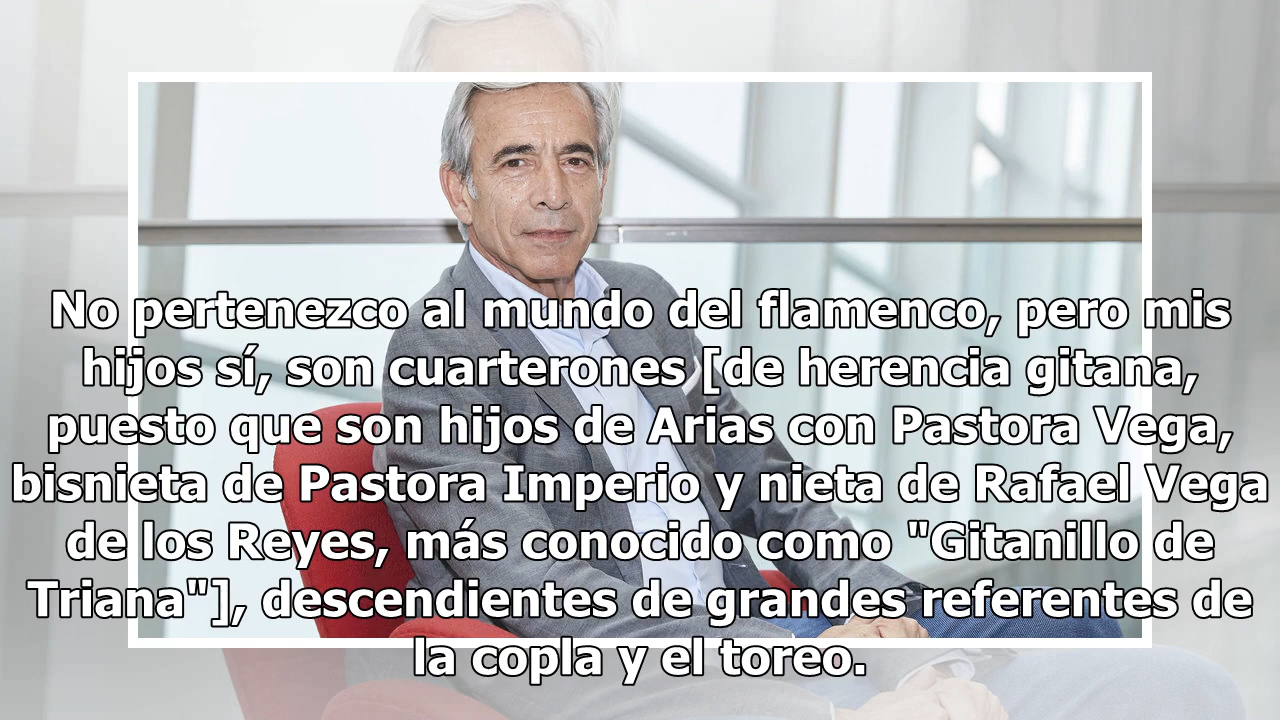 No pertenezco al mundo del flamenco, pero mis
hijos sí, son cuarterones [de herencia gitana,
puesto que son hijos de Arias con Pastora Vega,
bisnieta de Pastora Imperio y nieta de Rafael Vega
de los Reyes, más conocido como "Gitanillo de
Triana"], descendientes de grandes referentes de
la copla y el toreo.